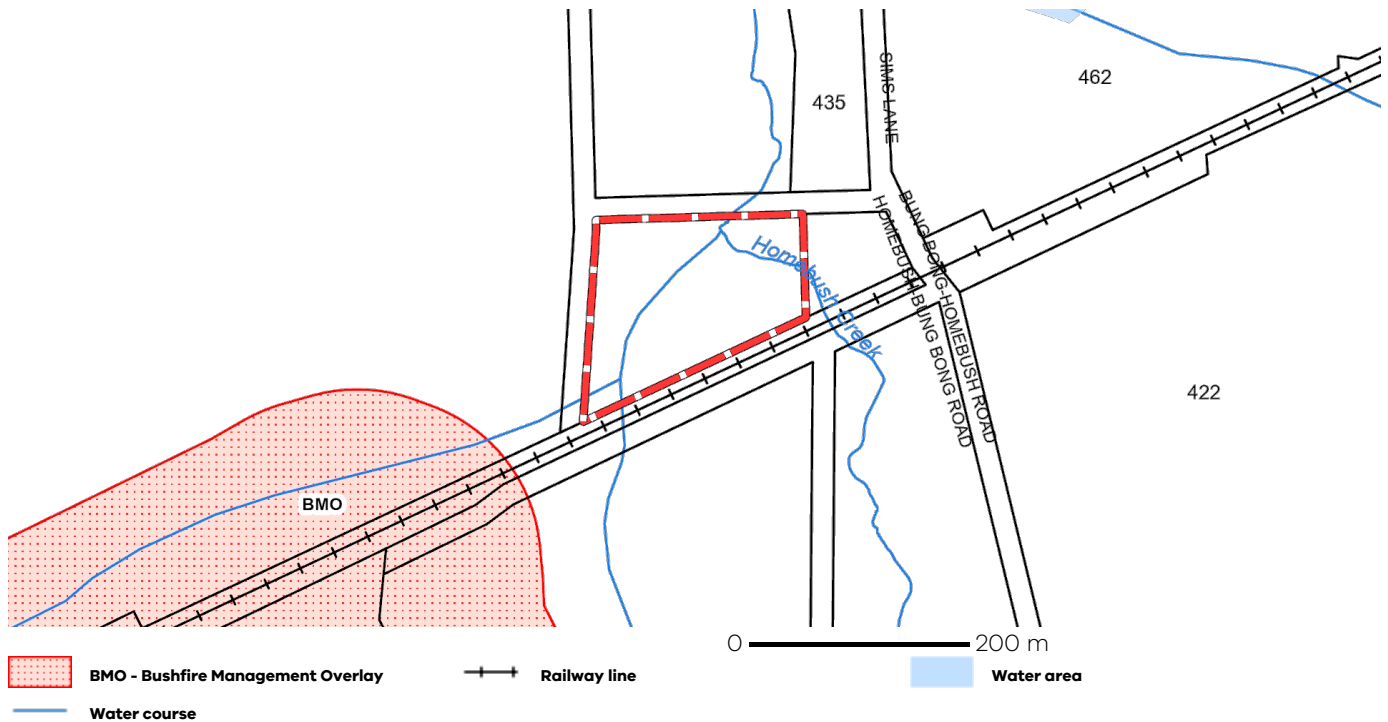 462
435
SIMS LANE
BUNG BONG-HOMEBUSH ROAD
HOMEBUSH-BUNG BONG ROAD
Homebush Creek
422
BMO
0 200 m
BMO - Bushfire Management Overlay Railway line Water area
Water course